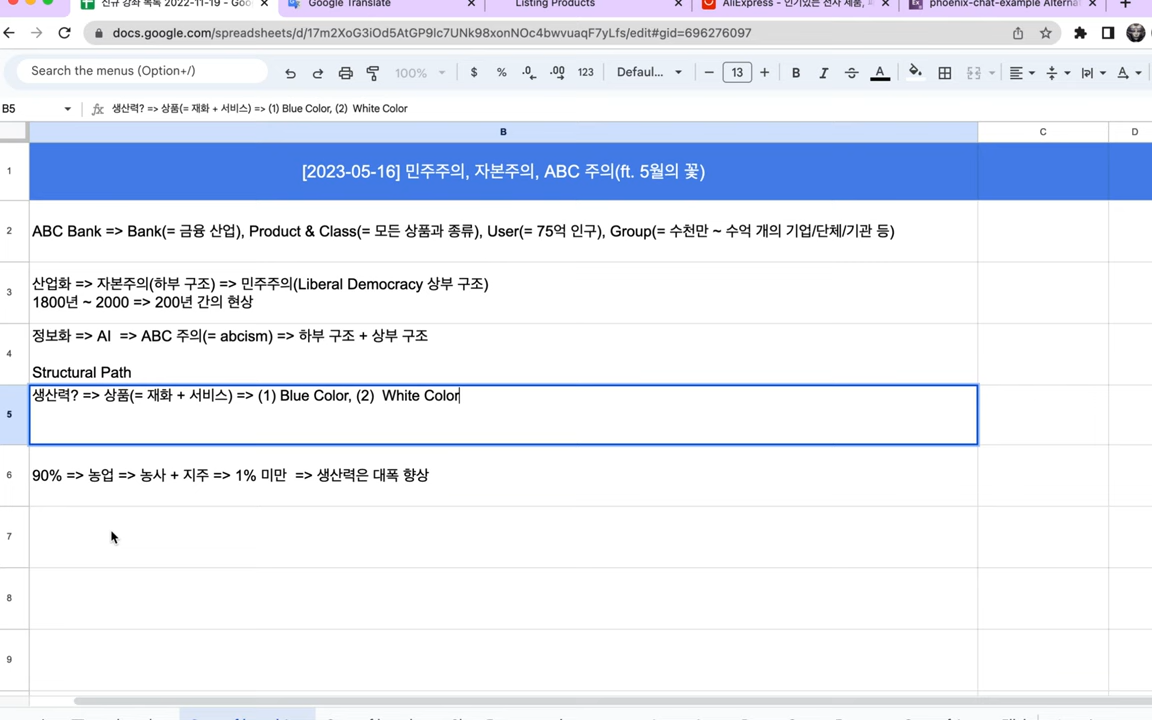 신규 강좌 목록 2022-11-19 - Goo
Google Translate
Listing Products
AliExpress - 인기있는 전자 제품,
phoenix-chat-example Alternat
docs.google.com/spreadsheets/d/17m2XoG3iOd5AtGP9lc7UNk98xonNOc4bwvuaqF7yLfs/edit#gid=696276097
Search the menus (Option+/)
100%
$ % .0 .00 123
Defaul...
13
B I A
B5
fx 생산력? => 상품(= 재화 + 서비스) => (1) Blue Color, (2) White Color
B C D
1
[2023-05-16] 민주주의, 자본주의, ABC 주의(ft. 5월의 꽃)
2
ABC Bank => Bank(= 금융 산업), Product & Class(= 모든 상품과 종류), User(= 75억 인구), Group(= 수천만 ~ 수억 개의 기업/단체/기관 등)
3
산업화 => 자본주의(하부 구조) => 민주주의(Liberal Democracy 상부 구조)
1800년 ~ 2000 => 200년 간의 현상
4
정보화 => AI => ABC 주의(= abcism) => 하부 구조 + 상부 구조
Structural Path
5
생산력? => 상품(= 재화 + 서비스) => (1) Blue Color, (2) White Color
6
90% => 농업 => 농사 + 지주 => 1% 미만 => 생산력은 대폭 향상
7
8
9